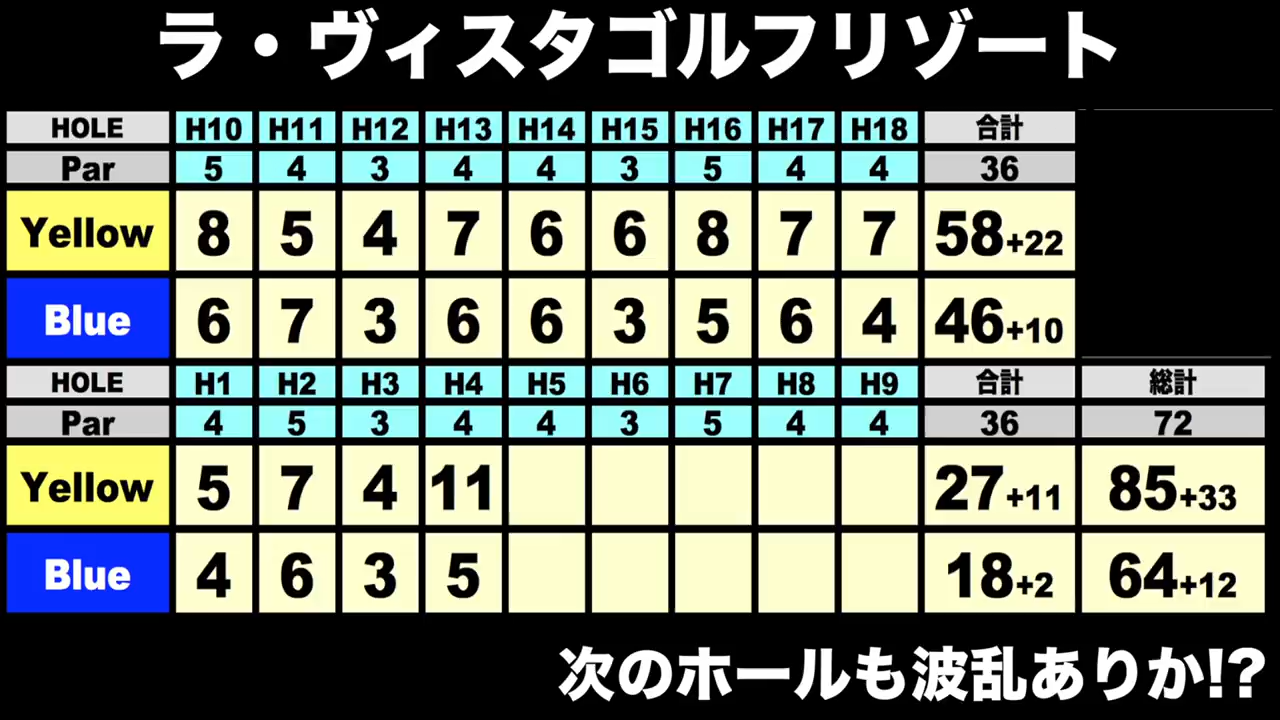 ラ・ヴィスタゴルフリゾート
HOLE H10 H11 H12 H13 H14 H15 H16 H17 H18 合計
Par 5 4 3 4 4 3 5 4 4 36
Yellow 8 5 4 7 6 6 8 7 7 58+22
Blue 6 7 3 6 6 3 5 6 4 46+10
HOLE H1 H2 H3 H4 H5 H6 H7 H8 H9 合計 総計
Par 4 5 3 4 4 3 5 4 4 36 72
Yellow 5 7 4 11 27+11 85+33
Blue 4 6 3 5 18+2 64+12
次のホールも波乱ありか!?